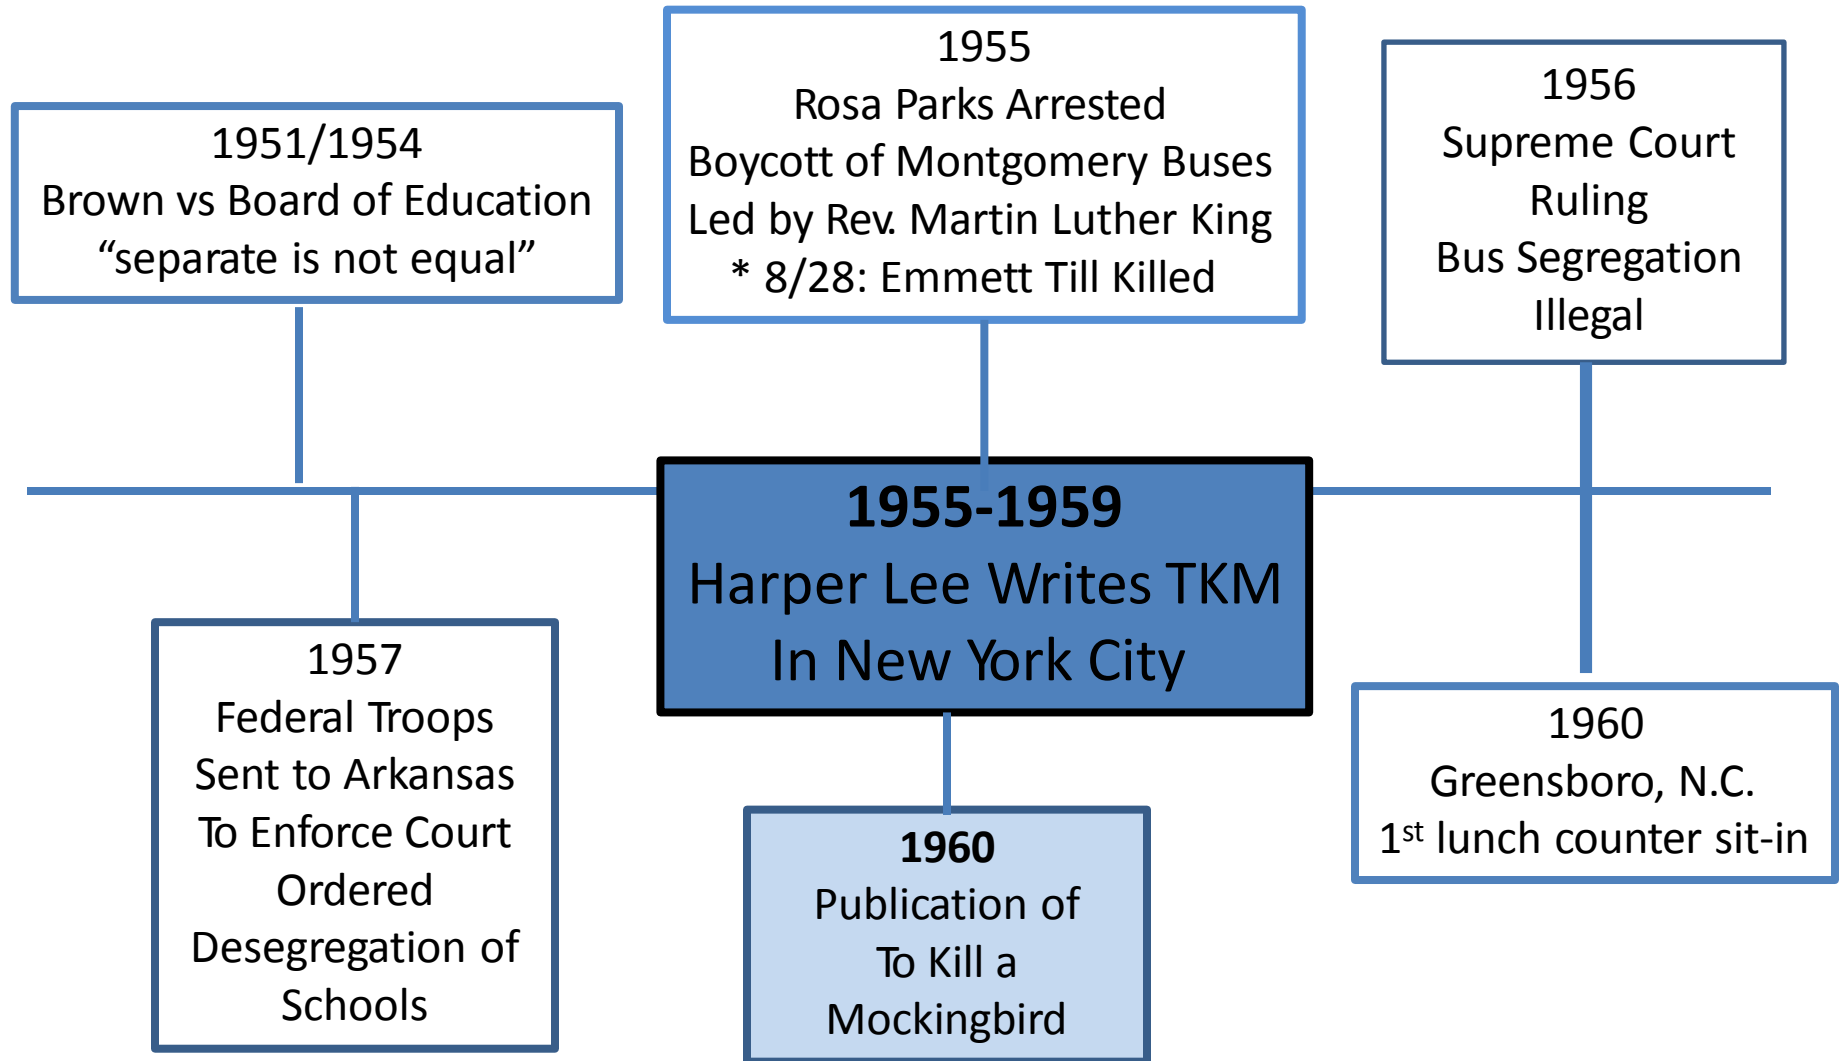 1951/1954
Brown vs Board of Education
“separate is not equal”
1955
Rosa Parks Arrested
Boycott of Montgomery Buses
Led by Rev. Martin Luther King
* 8/28: Emmett Till Killed
1956
Supreme Court
Ruling
Bus Segregation
Illegal
1955-1959
Harper Lee Writes TKM
In New York City
1957
Federal Troops
Sent to Arkansas
To Enforce Court
Ordered
Desegregation of
Schools
1960
Publication of
To Kill a
Mockingbird
1960
Greensboro, N.C.
1st lunch counter sit-in